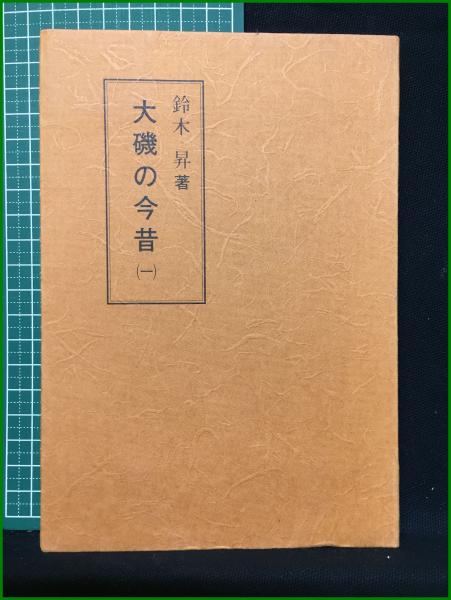 鈴木 昇 著
大磯の今昔
(一)